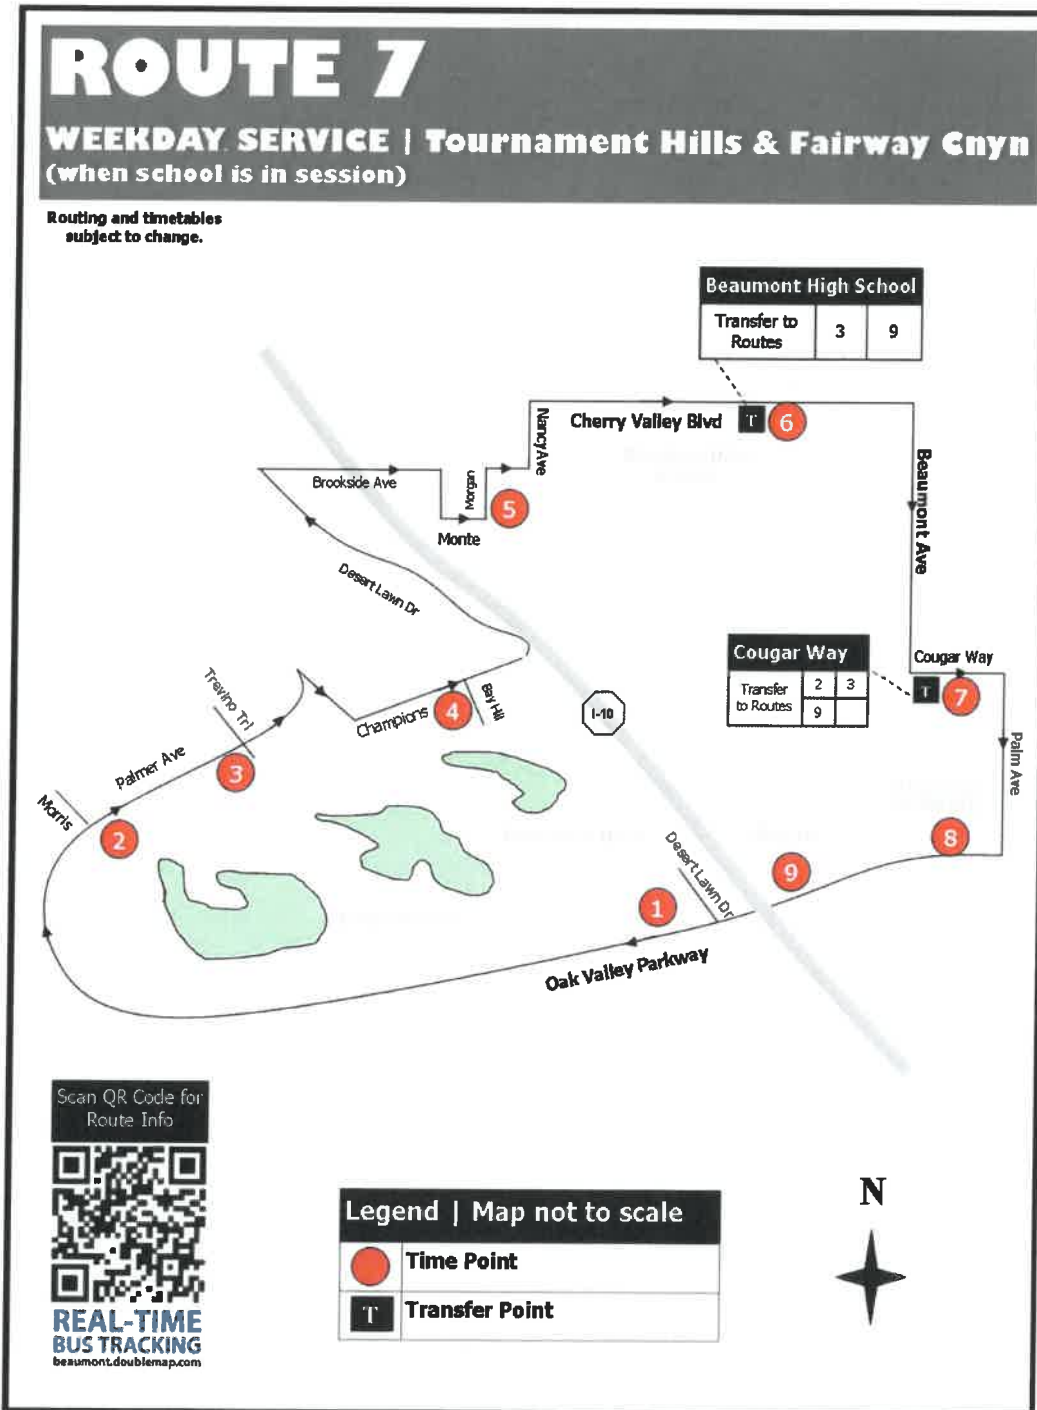 ROUTE 7
WEEKDAY SERVICE | Tournament Hills & Fairway Cnyn
(when school is in session)
Routing and timetables
subject to change.
Beaumont High School
Transfer to
Routes
3
9
Nancy Ave
Cherry Valley Blvd
T
6
Beaumont Ave
Brookside Ave
Morgan
5
Monte
Desert Lawn Dr
Cougar Way
Transfer
to Routes
2
3
9
Cougar Way
T
7
Trevino Trl
Champions
4
Bay Hill
I-10
Palm Ave
Palmer Ave
3
Morris
2
8
Desert Lawn Dr
9
1
Oak Valley Parkway
Scan QR Code for
Route Info
REAL-TIME
BUS TRACKING
beaumont.doublemap.com
Legend | Map not to scale
Time Point
T
Transfer Point
N